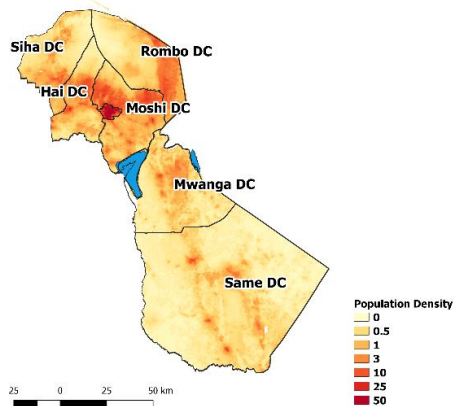 Siha DC
Rombo DC
Hai DC
Moshi DC
Mwanga DC
Same DC
Population Density
0
0.5
1
3
10
25
50
25 0 25 50 km